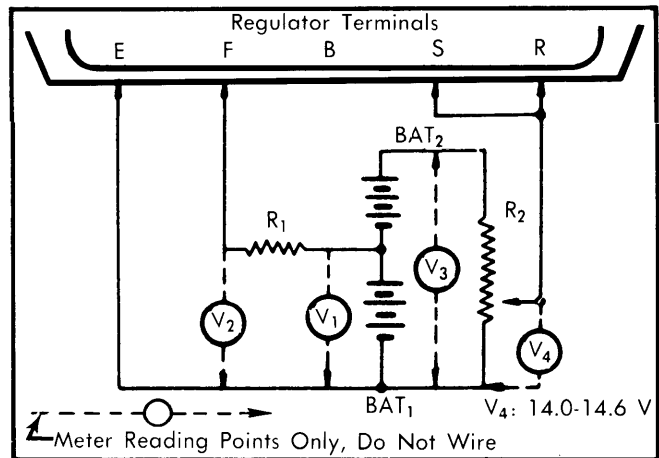 Regulator Terminals
E F B S R
BAT2
R1
R2
V3
V2
V1
V4
BAT1
V4: 14.0-14.6 V
Meter Reading Points Only, Do Not Wire